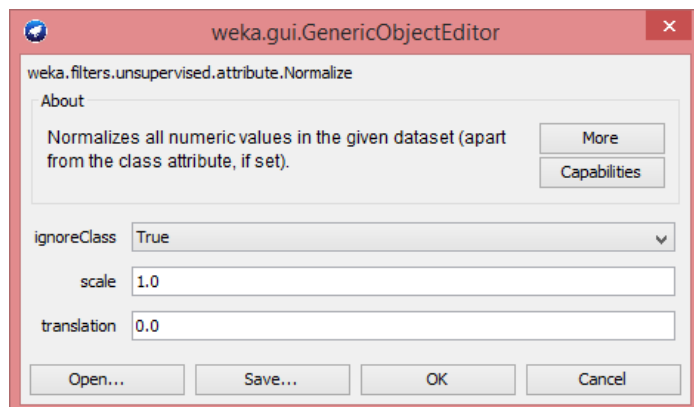 weka.gui.GenericObjectEditor
weka.filters.unsupervised.attribute.Normalize
About
Normalizes all numeric values in the given dataset (apart
from the class attribute, if set).
More
Capabilities
ignoreClass True
scale 1.0
translation 0.0
Open... Save... OK Cancel